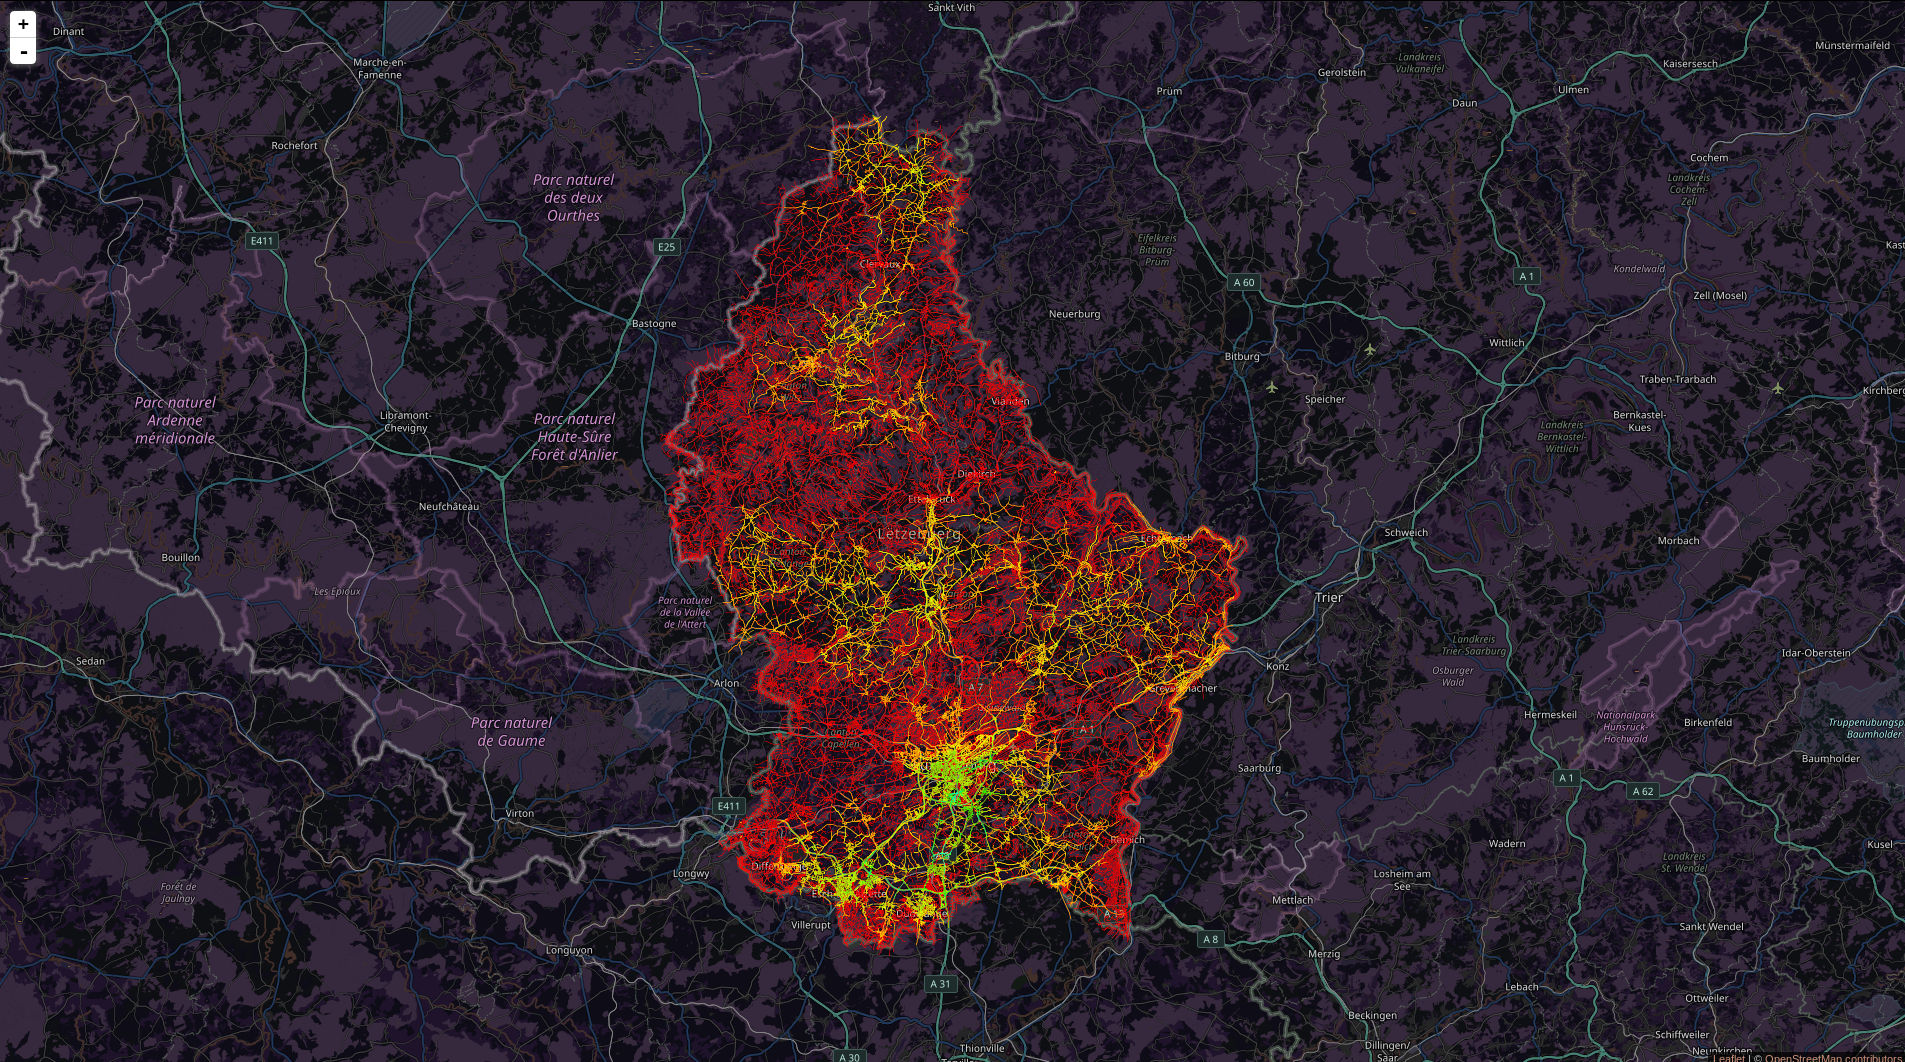 +
-
Dinant
Sankt Vith
Münstermaifeld
Marche-en-
Famenne
Gerolstein
Landkreis
Vulkaneifel
Kaisersesch
Prüm
Daun
Ulmen
Rochefort
Cochem
Parc naturel
des deux
Ourthes
Landkreis
Cochem-
Zell
E411
E25
Eifelkreis
Bitburg-
Prüm
Clervaux
Kondelwald
A 60
A 1
Zell (Mosel)
Neuerburg
Bastogne
Wittlich
Bitburg
Traben-Trarbach
Kirchberg
Parc naturel
Ardenne
méridionale
Libramont-
Chevigny
Vianden
Speicher
Bernkastel-
Kues
Parc naturel
Haute-Sûre
Forêt d'Anlier
Landkreis
Bernkastel-
Wittlich
Diekirch
Neufchâteau
Schweich
Morbach
Bouillon
Canton
Les Epioux
Parc naturel
de la Vallée
de l'Attert
Trier
Landkreis
Trier-Saarburg
Sedan
Konz
Osburger
Wald
Idar-Oberstein
Arlon
A 7
Parc naturel
de Gaume
Canton
Capellen
A 1
Hermeskeil
Nationalpark
Hunsrück-
Hochwald
Birkenfeld
Baumholder
Baumholder
Saarburg
A 1
A 62
E411
Virton
Remich
Wadern
Kusel
Longwy
Losheim am
See
Landkreis
St. Wendel
Forêt de
Jaulnay
Mettlach
Villerupt
A 13
Sankt Wendel
A 8
Longuyon
Merzig
A 31
Lebach
Ottweiler
Beckingen
Schiffweiler
A 30
Thionville
Dillingen/
Saar
Neunkirchen
Leaflet | © OpenStreetMap contributors